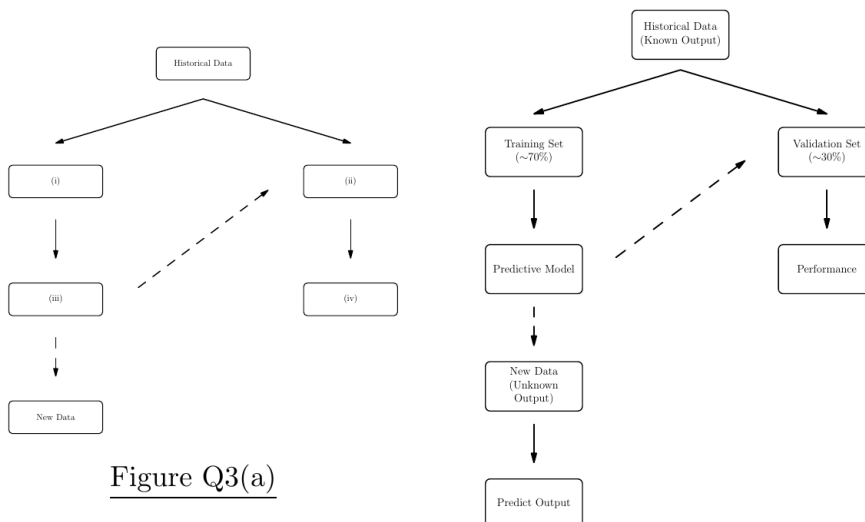 Historical Data
(i)
(ii)
(iii)
(iv)
New Data
Figure Q3(a)
Historical Data
(Known Output)
Training Set
(~70%)
Validation Set
(~30%)
Predictive Model
Performance
New Data
(Unknown
Output)
Predict Output